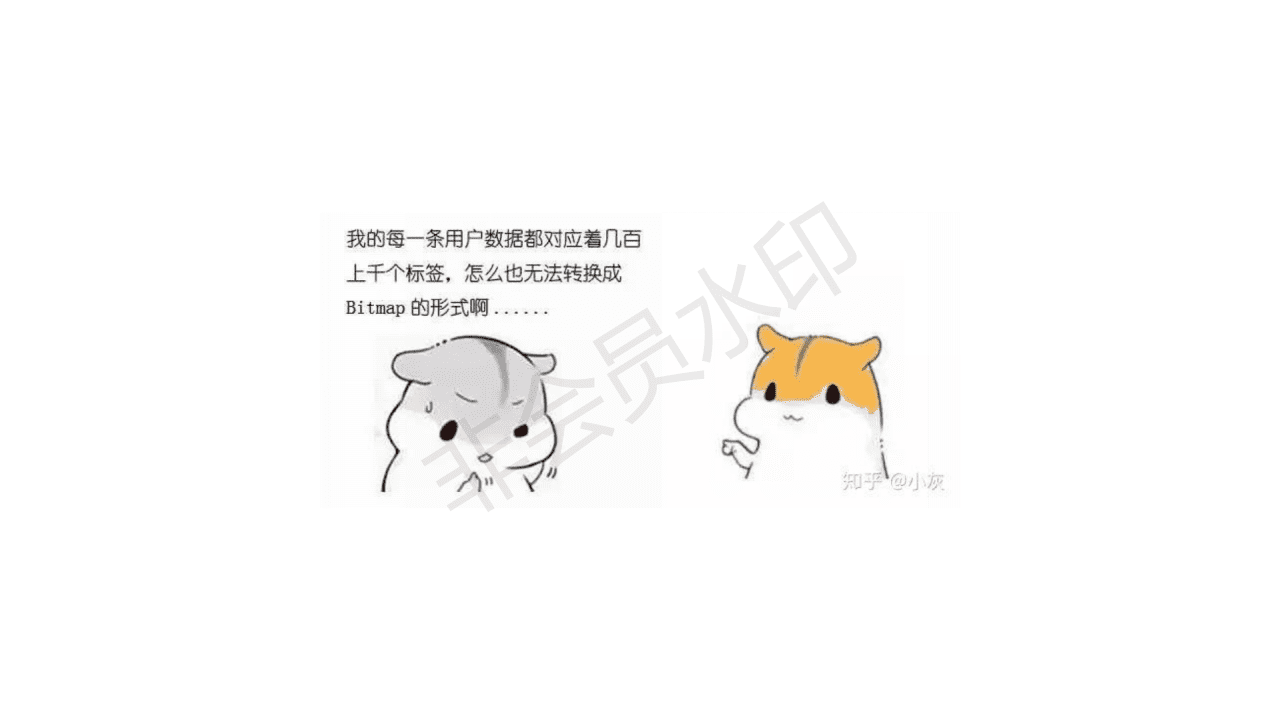 我的每一条用户数据都对应着几百
上千个标签，怎么也无法转换成
Bitmap 的形式啊......
非会员水印
知乎 @小灰